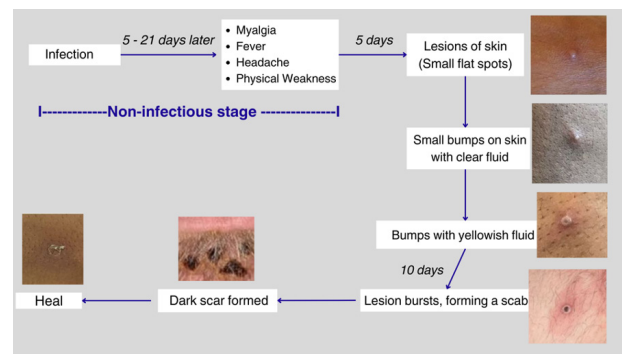 Infection
5 - 21 days later
• Myalgia
• Fever
• Headache
• Physical Weakness
5 days
Lesions of skin
(Small flat spots)
I-------------Non-infectious stage ---------------I
Small bumps on skin
with clear fluid
Bumps with yellowish fluid
10 days
Lesion bursts, forming a scab
Dark scar formed
Heal